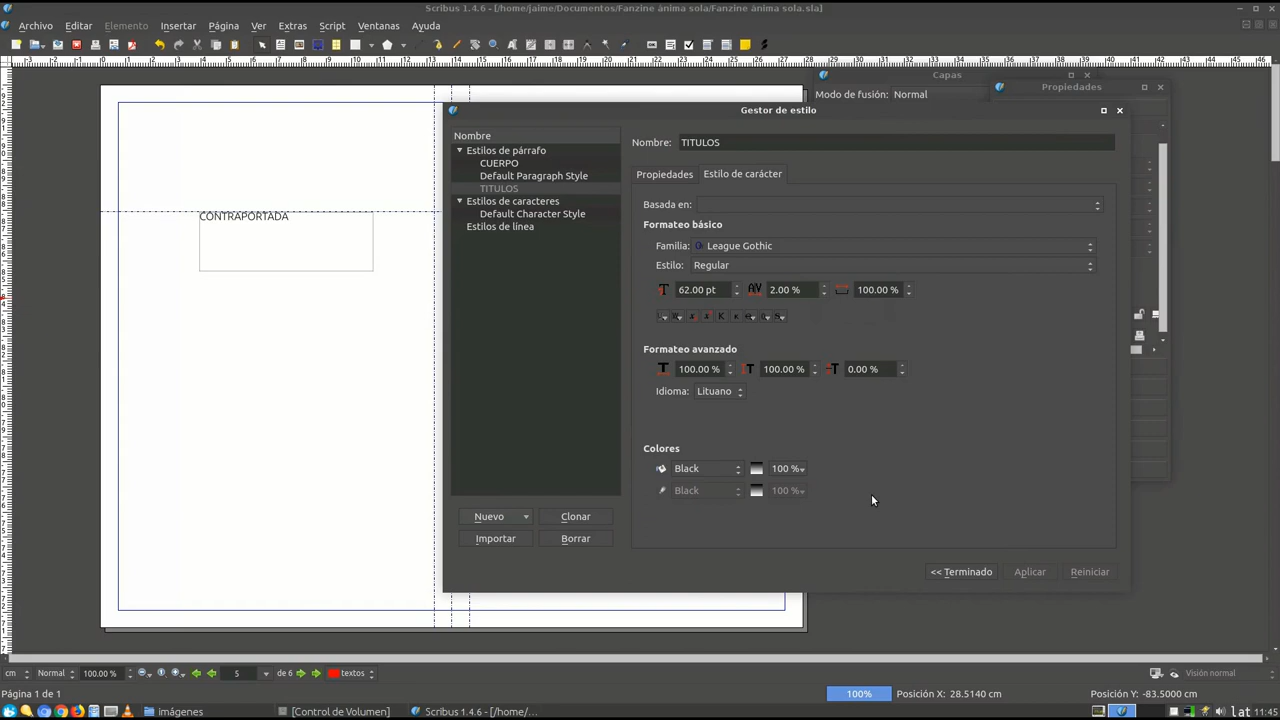 Scribus 1.4.6 - [/home/jaime/Documentos/Fanzine ànima sola/Fanzine ànima sola.sla]
Archivo Editar Elemento Insertar Página Ver Extras Script Ventanas Ayuda
Capas
Modo de fusión: Normal
Propiedades
Gestor de estilo
Nombre
Estilos de párrafo
CUERPO
Default Paragraph Style
TITULOS
Estilos de caracteres
Default Character Style
Estilos de línea
Nuevo Clonar
Importar Borrar
Nombre: TITULOS
Propiedades Estilo de carácter
Basada en:
Formateo básico
Familia: League Gothic
Estilo: Regular
62.00 pt 2.00 % 100.00 %
Formateo avanzado
100.00 % 100.00 % 0.00 %
Idioma: Lituano
Colores
Black 100 %
Black 100 %
<< Terminado Aplicar Reiniciar
CONTRAPORTADA
cm Normal 100.00 % 5 de 6 textos Visión normal
Página 1 de 1 100% Posición X: 28.5140 cm Posición Y: -83.5000 cm
imágenes [Control de Volumen] Scribus 1.4.6 - [/home/... lat 11:45